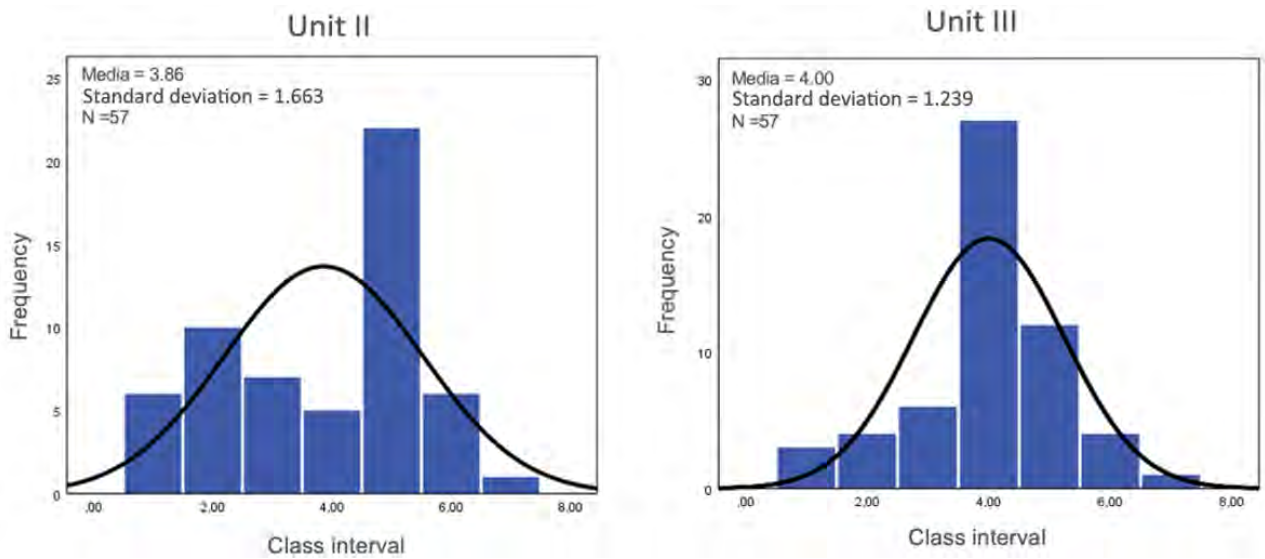 Unit II
Media = 3.86
Standard deviation = 1.663
N =57
25
20
15
10
5
0
Frequency
.00
2.00
4.00
6.00
8.00
Class interval
Unit III
Media = 4.00
Standard deviation = 1.239
N =57
30
20
10
0
Frequency
.00
2.00
4.00
6.00
8.00
Class interval